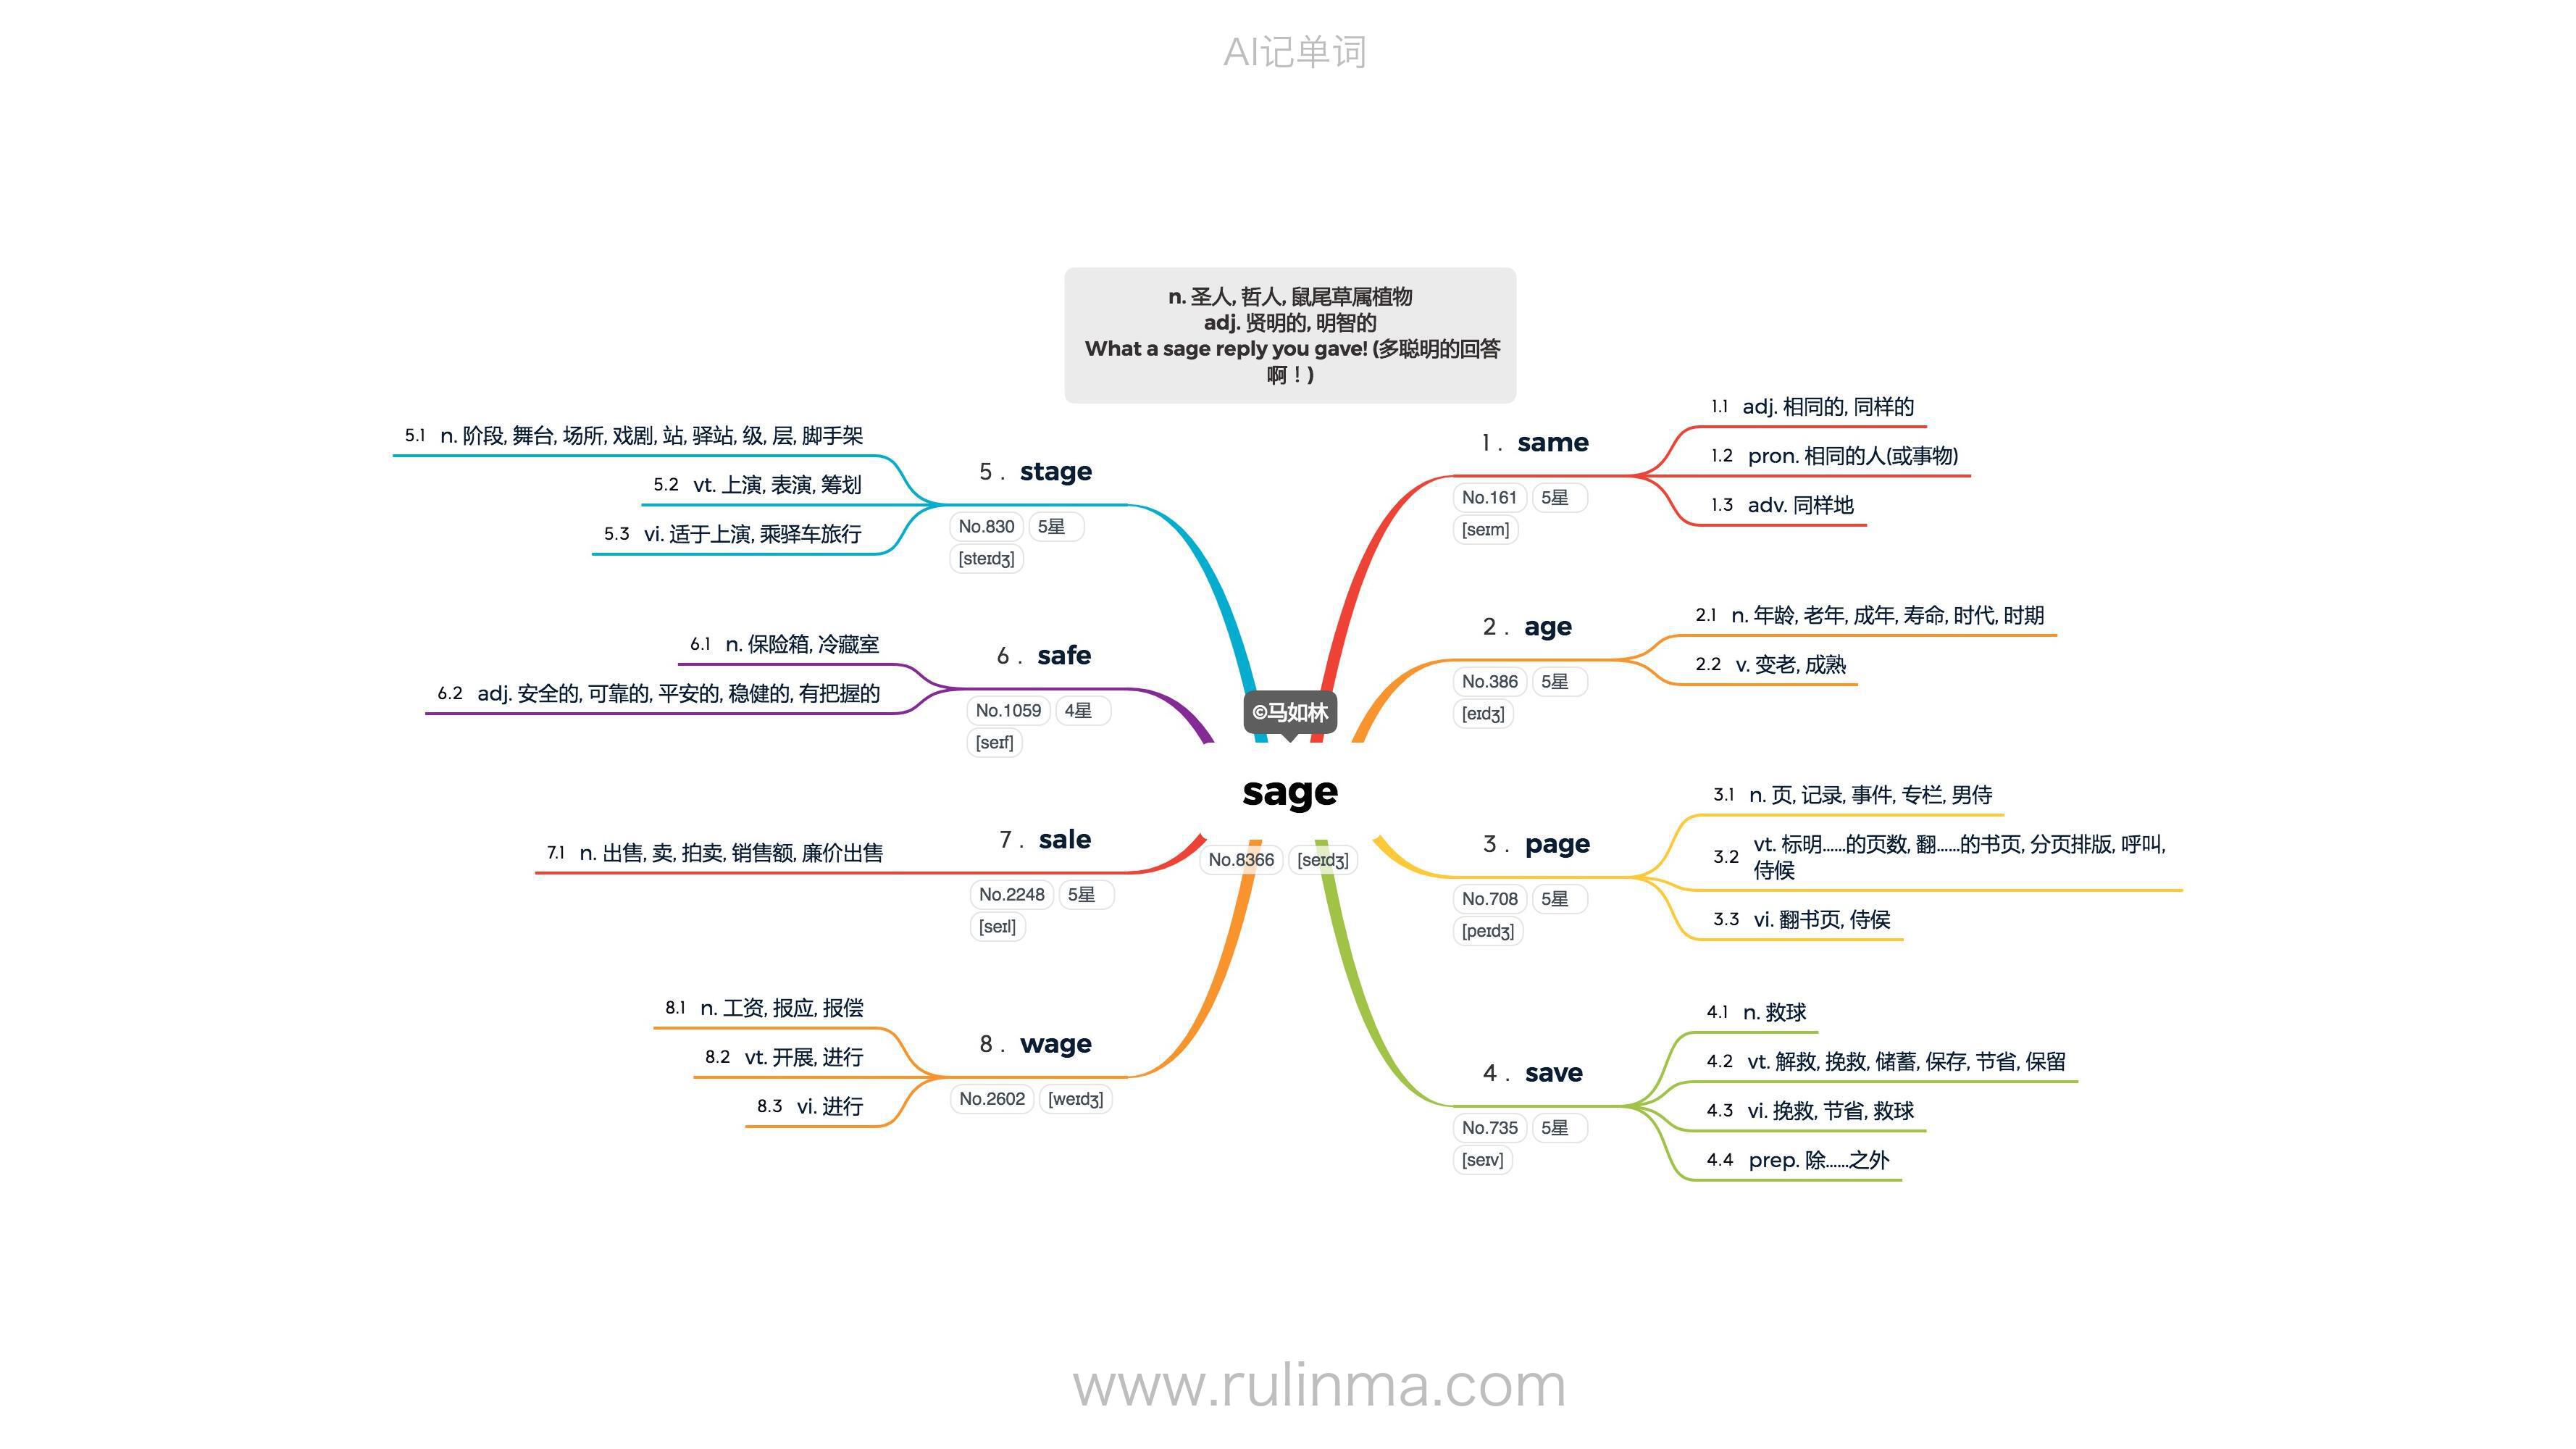 AI记单词
n. 圣人, 哲人, 鼠尾草属植物
adj. 贤明的, 明智的
What a sage reply you gave! (多聪明的回答
啊！)
©马如林
sage
No.8366 [seɪdʒ]
1. same
No.161 5星
[seɪm]
1.1 adj. 相同的, 同样的
1.2 pron. 相同的人(或事物)
1.3 adv. 同样地
2. age
No.386 5星
[eɪdʒ]
2.1 n. 年龄, 老年, 成年, 寿命, 时代, 时期
2.2 v. 变老, 成熟
3. page
No.708 5星
[peɪdʒ]
3.1 n. 页, 记录, 事件, 专栏, 男侍
3.2 vt. 标明……的页数, 翻……的书页, 分页排版, 呼叫,
侍候
3.3 vi. 翻书页, 侍侯
4. save
No.735 5星
[seɪv]
4.1 n. 救球
4.2 vt. 解救, 挽救, 储蓄, 保存, 节省, 保留
4.3 vi. 挽救, 节省, 救球
4.4 prep. 除……之外
5. stage
No.830 5星
[steɪdʒ]
5.1 n. 阶段, 舞台, 场所, 戏剧, 站, 驿站, 级, 层, 脚手架
5.2 vt. 上演, 表演, 筹划
5.3 vi. 适于上演, 乘驿车旅行
6. safe
No.1059 4星
[seɪf]
6.1 n. 保险箱, 冷藏室
6.2 adj. 安全的, 可靠的, 平安的, 稳健的, 有把握的
7. sale
No.2248 5星
[seɪl]
7.1 n. 出售, 卖, 拍卖, 销售额, 廉价出售
8. wage
No.2602 [weɪdʒ]
8.1 n. 工资, 报应, 报偿
8.2 vt. 开展, 进行
8.3 vi. 进行
www.rulinma.com